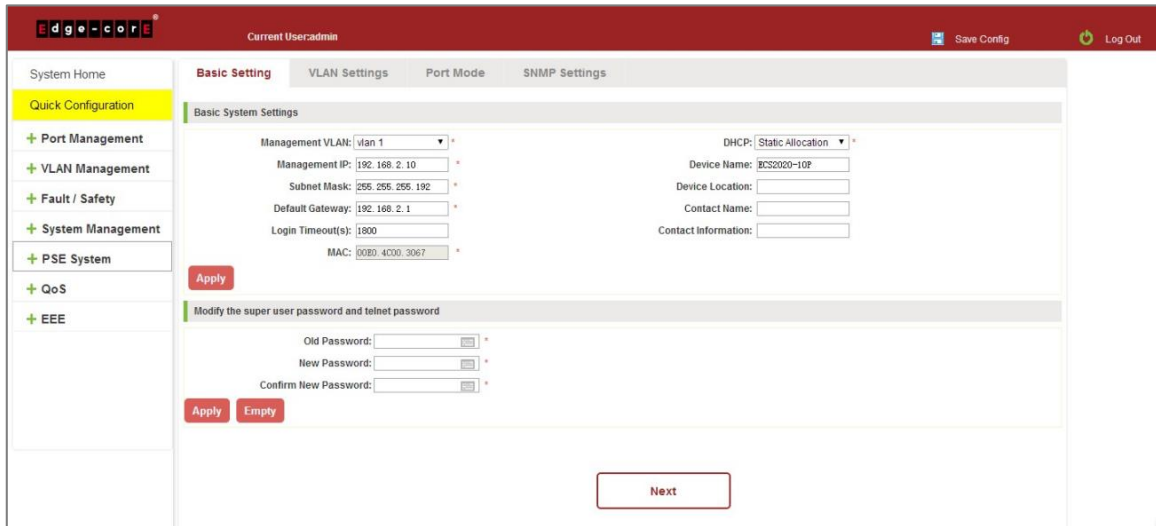 Edge-corE®
Current User:admin
Save Config
Log Out
System Home
Quick Configuration
+ Port Management
+ VLAN Management
+ Fault / Safety
+ System Management
+ PSE System
+ QoS
+ EEE
Basic Setting VLAN Settings Port Mode SNMP Settings
Basic System Settings
Management VLAN: vlan 1 * DHCP: Static Allocation *
Management IP: 192.168.2.10 * Device Name: ECS2020-10P
Subnet Mask: 255.255.255.192 * Device Location:
Default Gateway: 192.168.2.1 * Contact Name:
Login Timeout(s): 1800 Contact Information:
MAC: 00E0.4C00.3067 *
Apply
Modify the super user password and telnet password
Old Password: *
New Password: *
Confirm New Password: *
Apply Empty
Next